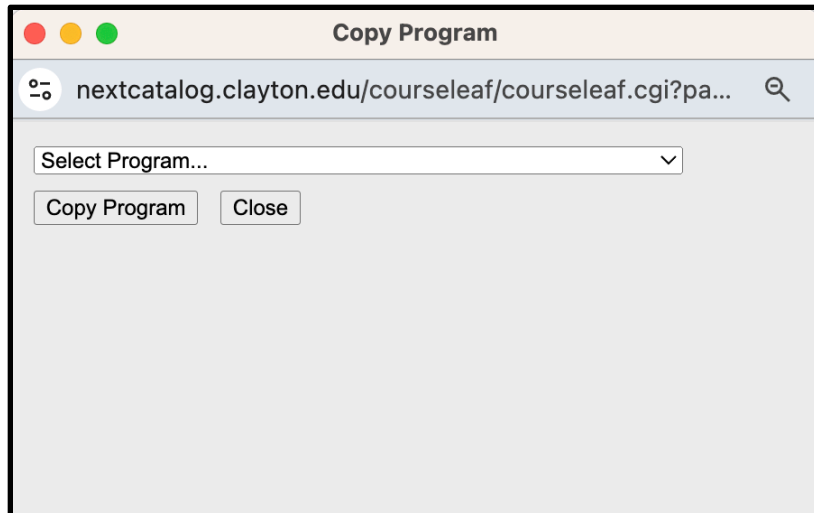 Copy Program
nextcatalog.clayton.edu/courseleaf/courseleaf.cgi?pa...
Select Program...
Copy Program Close